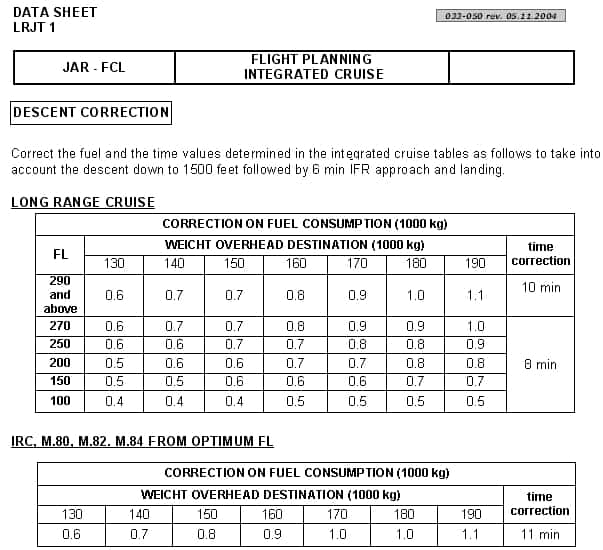 DATA SHEET
033-050 rev. 05.11.2004
LRJT 1
JAR - FCL
FLIGHT PLANNING
INTEGRATED CRUISE
DESCENT CORRECTION
Correct the fuel and the time values determined in the integrated cruise tables as follows to take into
account the descent down to 1500 feet followed by 6 min IFR approach and landing.
LONG RANGE CRUISE
CORRECTION ON FUEL CONSUMPTION (1000 kg)
FL WEICHT OVERHEAD DESTINATION (1000 kg) time correction
130 140 150 160 170 180 190
290 and above 0.6 0.7 0.7 0.8 0.9 1.0 1.1 10 min
270 0.6 0.7 0.7 0.8 0.9 0.9 1.0
250 0.6 0.6 0.7 0.7 0.8 0.8 0.9
200 0.5 0.6 0.6 0.7 0.7 0.8 0.8 8 min
150 0.5 0.5 0.6 0.6 0.6 0.7 0.7
100 0.4 0.4 0.4 0.5 0.5 0.5 0.5
IRC, M.80, M.82. M.84 FROM OPTIMUM FL
CORRECTION ON FUEL CONSUMPTION (1000 kg)
WEICHT OVERHEAD DESTINATION (1000 kg) time correction
130 140 150 160 170 180 190
0.6 0.7 0.8 0.9 1.0 1.0 1.1 11 min